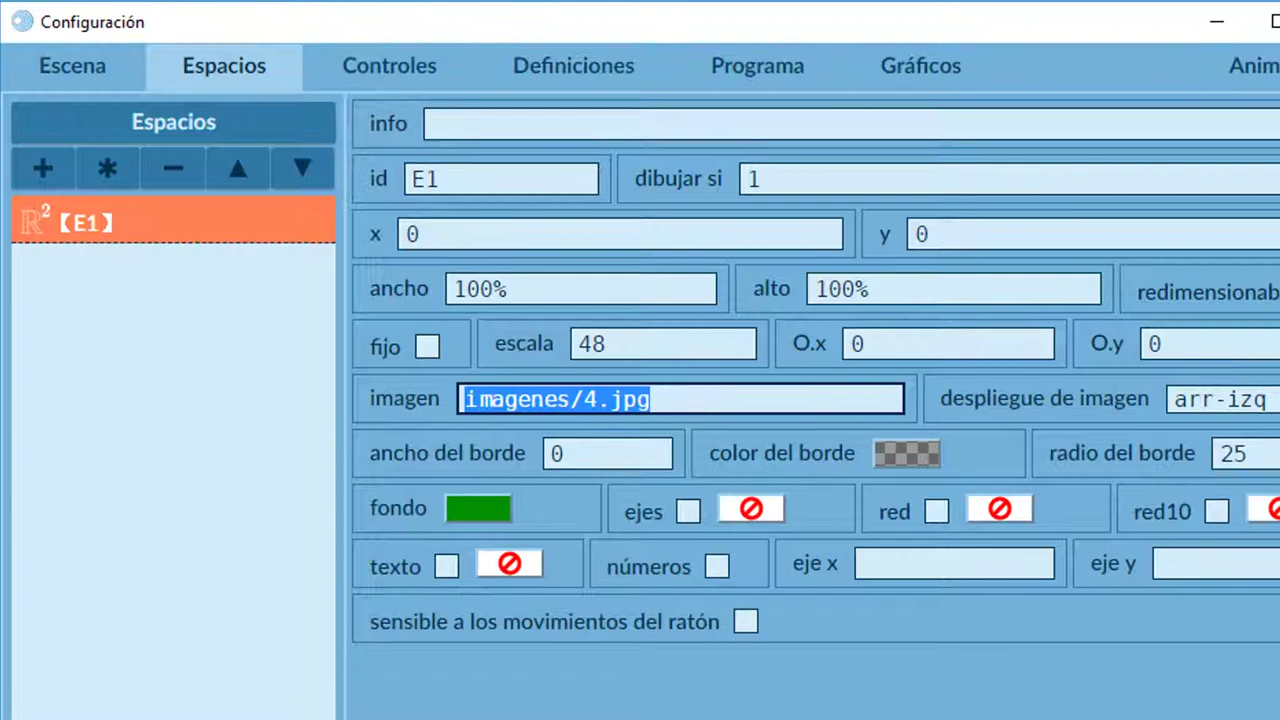 Configuración
Escena Espacios Controles Definiciones Programa Gráficos Anim
Espacios
info
id E1 dibujar si 1
ℝ² 【E1】
x 0 y 0
ancho 100% alto 100% redimensionab
fijo escala 48 O.x 0 O.y 0
imagen imagenes/4.jpg despliegue de imagen arr-izq
ancho del borde 0 color del borde radio del borde 25
fondo ejes red red10
texto números eje x eje y
sensible a los movimientos del ratón